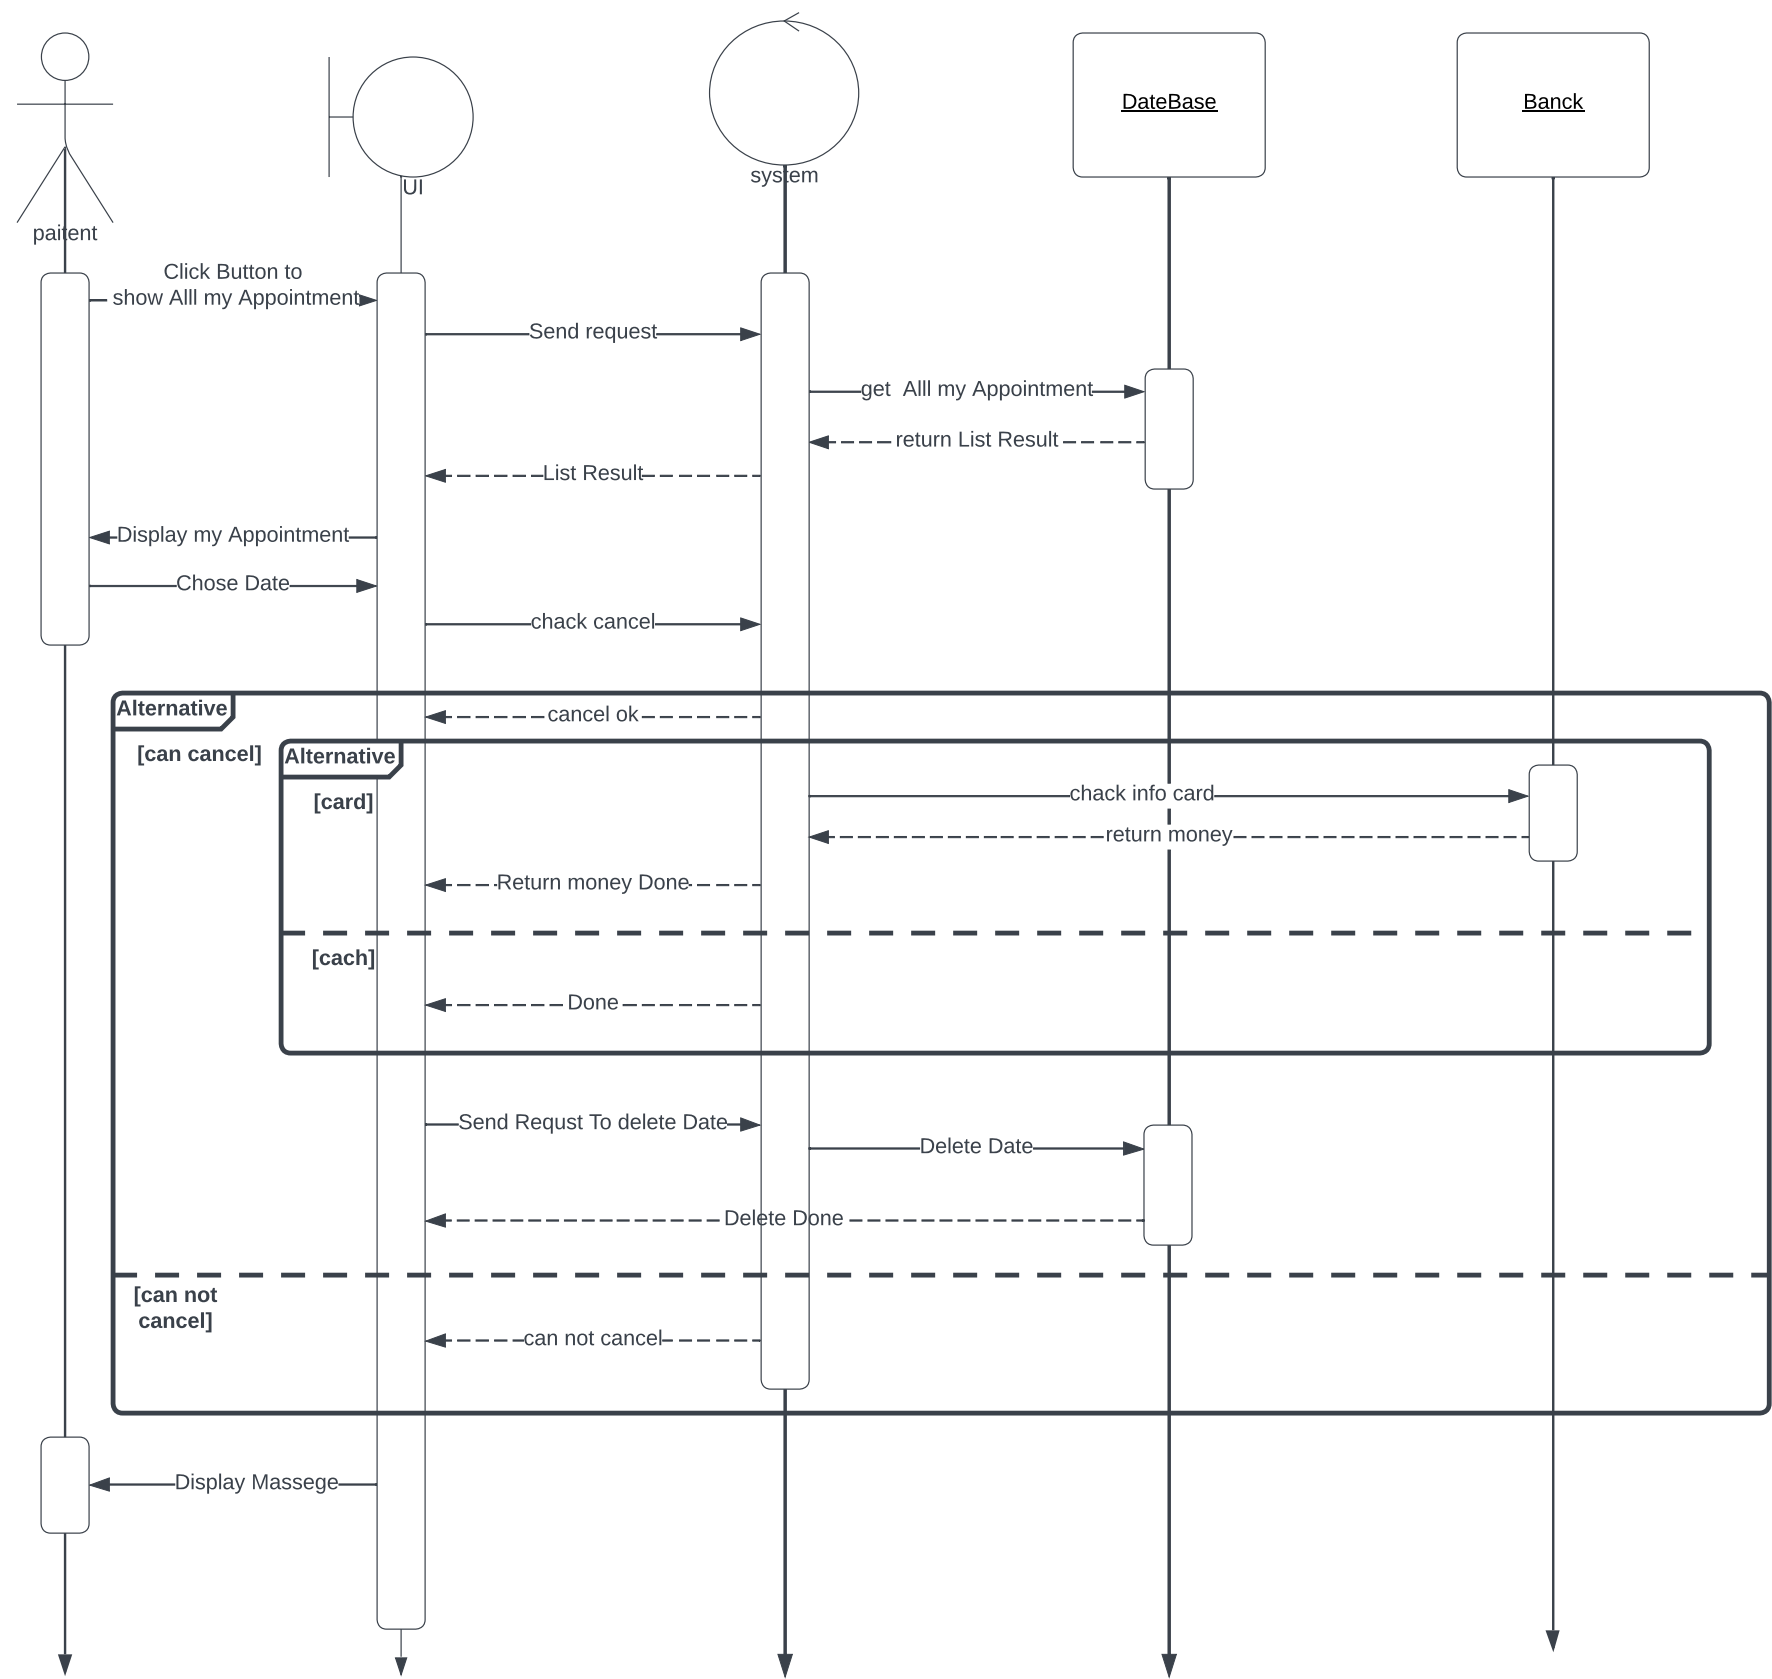 DateBase
Banck
system
UI
paitent
Click Button to
show Alll my Appointment
Send request
get  Alll my Appointment
return List Result
List Result
Display my Appointment
Chose Date
chack cancel
Alternative
cancel ok
[can cancel]
Alternative
[card]
chack info card
return money
Return money Done
[cach]
Done
Send Requst To delete Date
Delete Date
Delete Done
[can not
cancel]
can not cancel
Display Massege